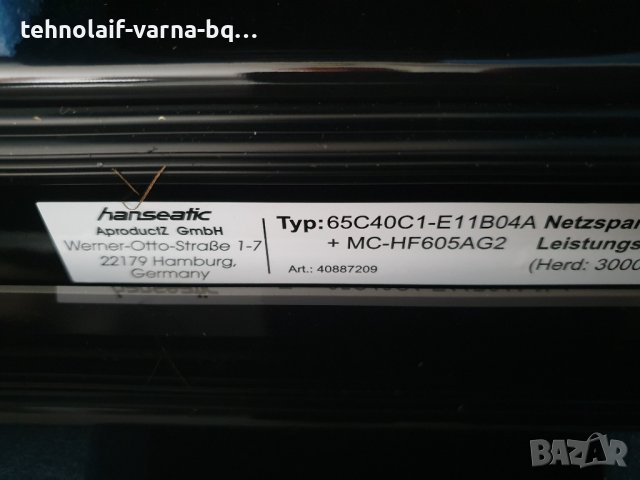 tehnolaif-varna-bq...
hanseatic
AproductZ GmbH
Werner-Otto-Straße 1-7
22179 Hamburg,
Germany
Typ: 65C40C1-E11B04A
+ MC-HF605AG2
Art.: 40887209
Netzspan
Leistungs
(Herd: 3000
BAZAR